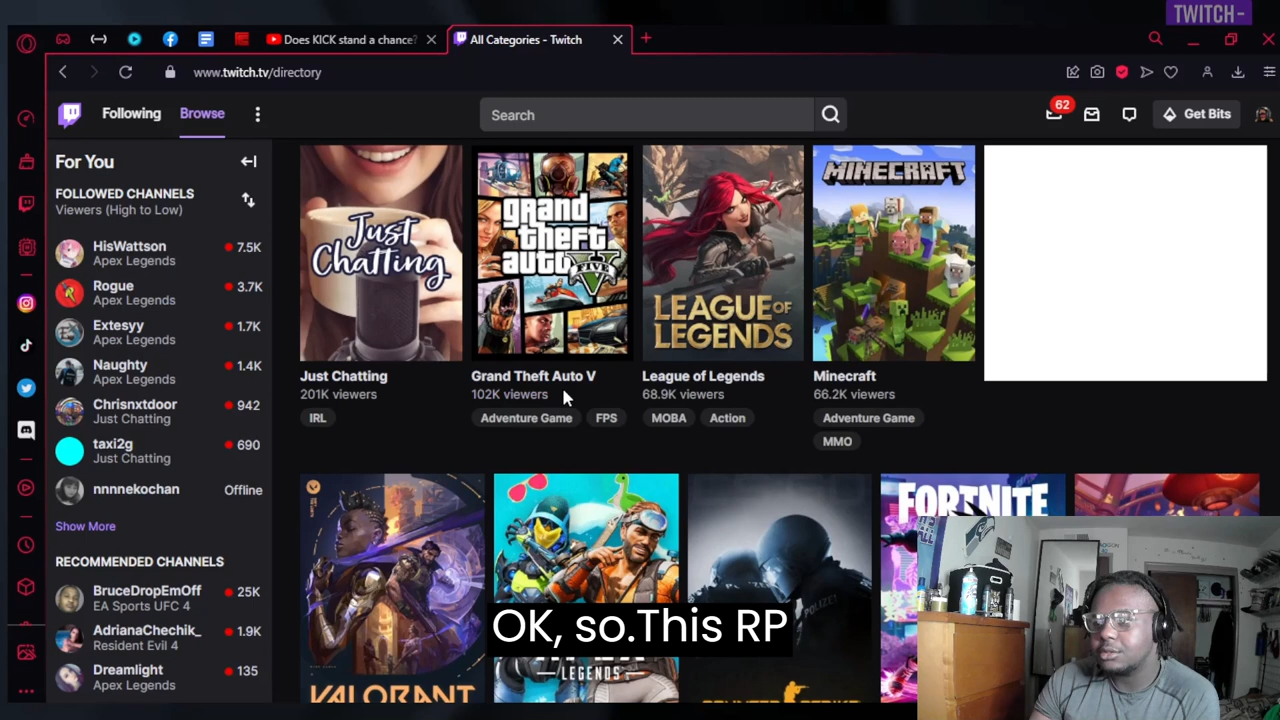 TWITCH-
Does KICK stand a chance?
All Categories - Twitch
www.twitch.tv/directory
Following
Browse
Search
62
Get Bits
For You
FOLLOWED CHANNELS
Viewers (High to Low)
HisWattson
7.5K
Apex Legends
Rogue
3.7K
Apex Legends
Extesyy
1.7K
Apex Legends
Naughty
1.4K
Apex Legends
Chrisnxtdoor
942
Just Chatting
taxi2g
690
Just Chatting
nnnnekochan
Offline
Show More
RECOMMENDED CHANNELS
BruceDropEmOff
25K
EA Sports UFC 4
AdrianaChechik_
1.9K
Resident Evil 4
Dreamlight
135
Apex Legends
Just
Chatting
grand
theft
auto
V
FIVE
LEAGUE OF
LEGENDS
MINECRAFT
Just Chatting
201K viewers
IRL
Grand Theft Auto V
102K viewers
Adventure Game
FPS
League of Legends
68.9K viewers
MOBA
Action
Minecraft
66.2K viewers
Adventure Game
MMO
VALORANT
LEGENDS
POLIZEI
FORTNITE
OK, so.This RP